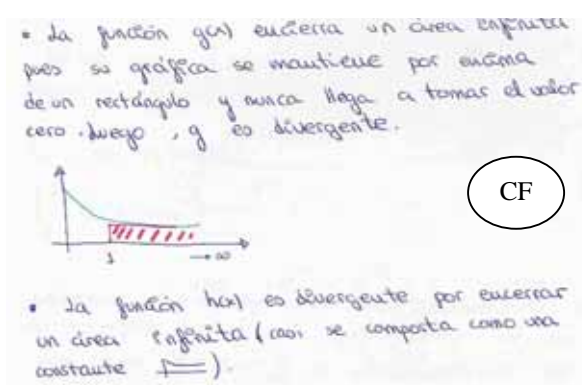 • La función g(x) encierra un área infinita
pues su gráfica se mantiene por encima
de un rectángulo y nunca llega a tomar el valor
cero. Luego, g es divergente.
CF
1 → ∞
• La función h(x) es divergente por encerrar
un área infinita (casi se comporta como una
constante ).